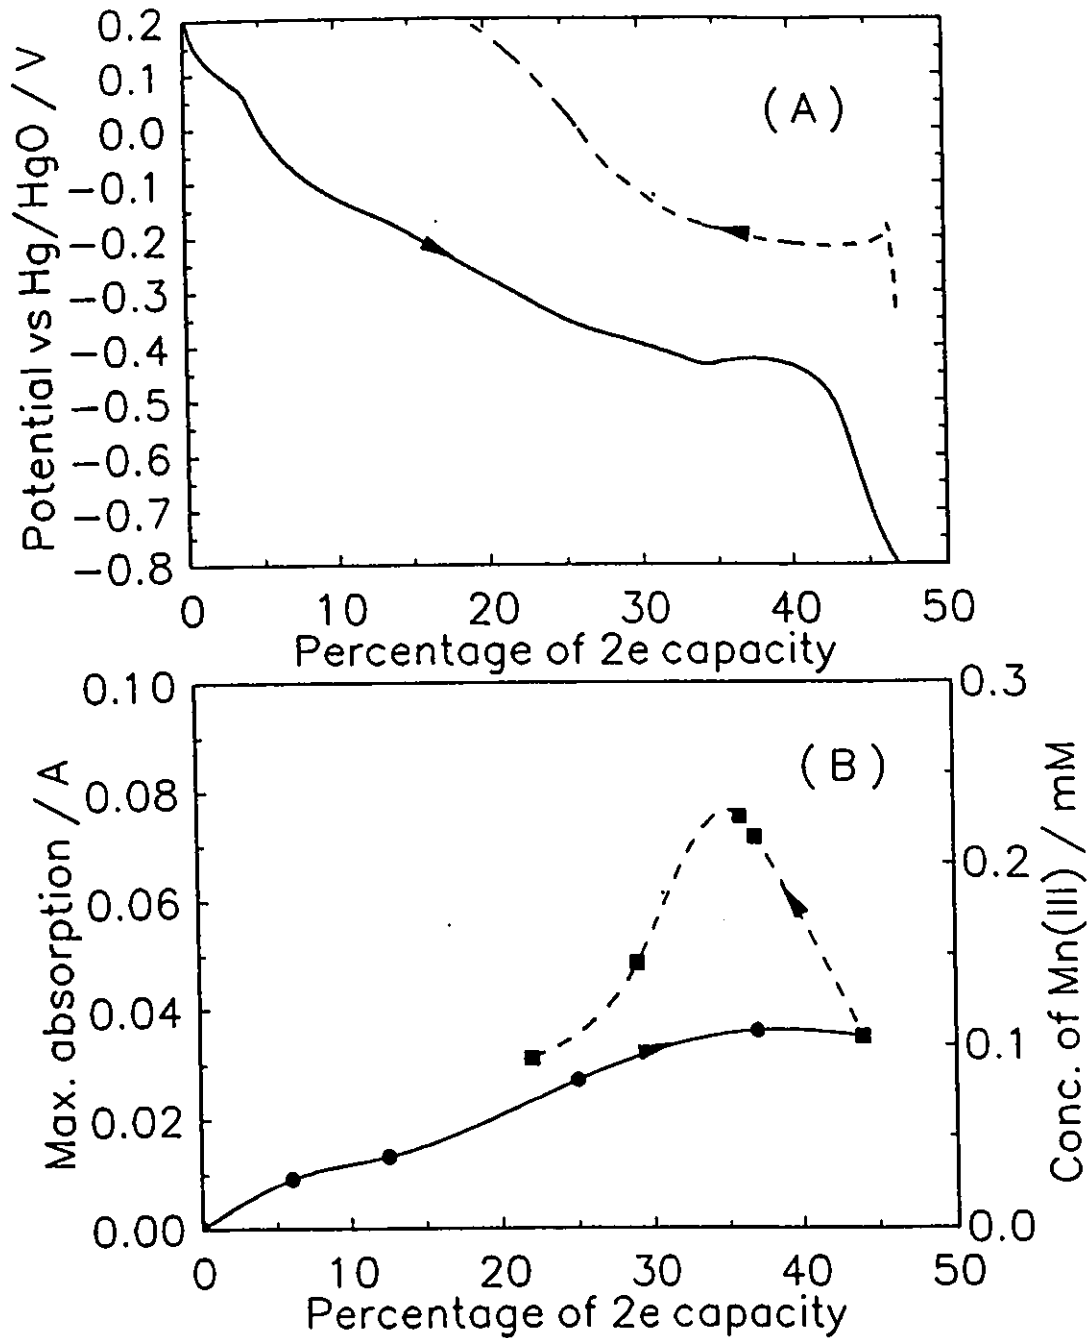 0.2
0.1
0.0
−0.1
−0.2
−0.3
−0.4
−0.5
−0.6
−0.7
−0.8
Potential vs Hg/HgO / V
(A)
0 10 20 30 40 50
Percentage of 2e capacity
0.10
0.08
0.06
0.04
0.02
0.00
Max. absorption / A
(B)
0.3
0.2
0.1
0.0
Conc. of Mn(III) / mM
0 10 20 30 40 50
Percentage of 2e capacity